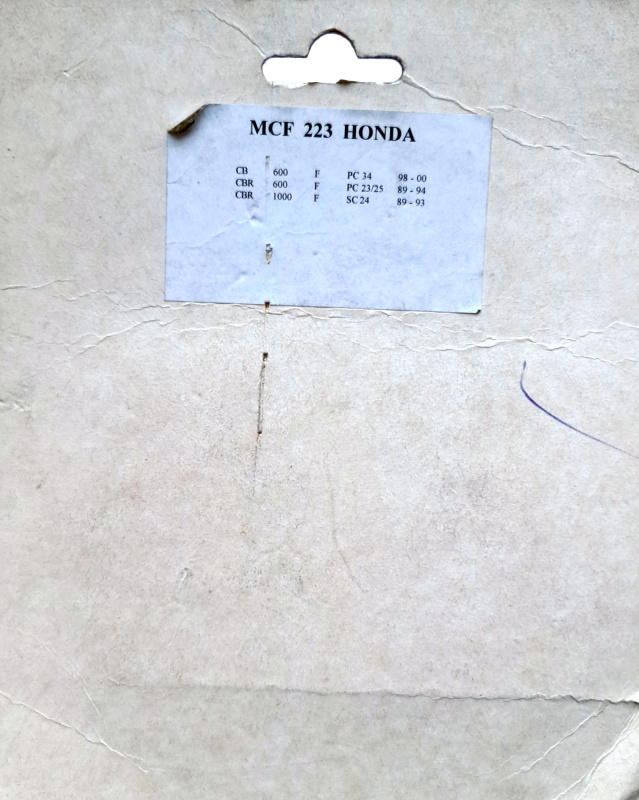 MCF 223 HONDA
CB 600 F PC 34 98 - 00
CBR 600 F PC 23/25 89 - 94
CBR 1000 F SC 24 89 - 93